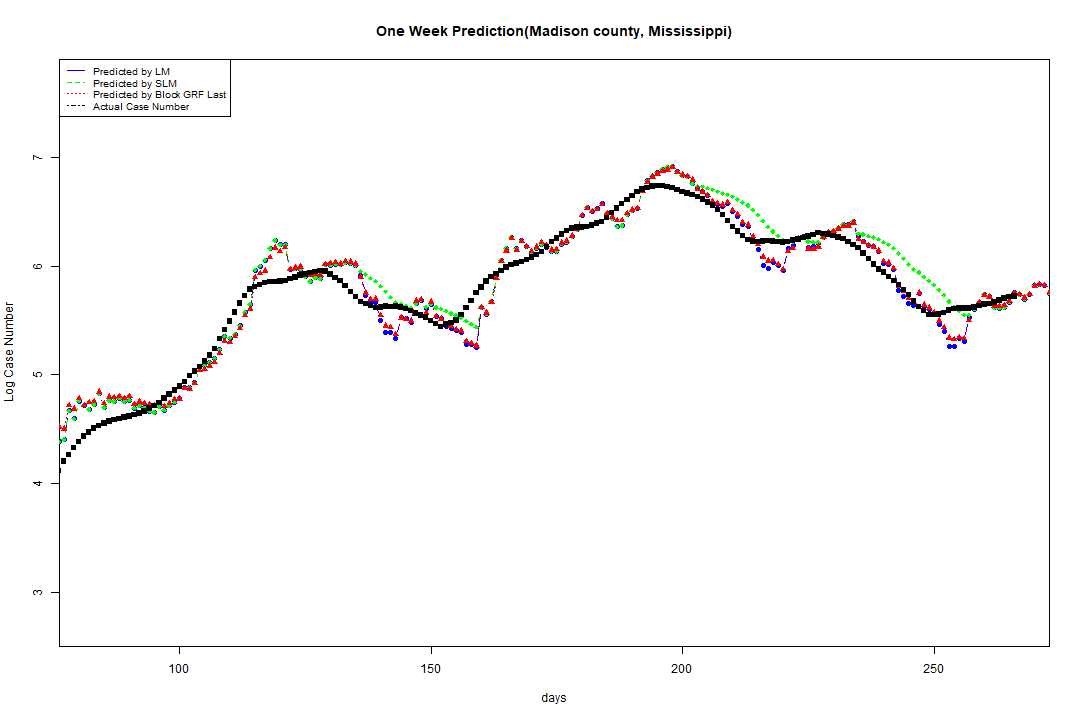 One Week Prediction(Madison county, Mississippi)
Predicted by LM
Predicted by SLM
Predicted by Block GRF Last
Actual Case Number
7
6
5
4
3
Log Case Number
100 150 200 250
days